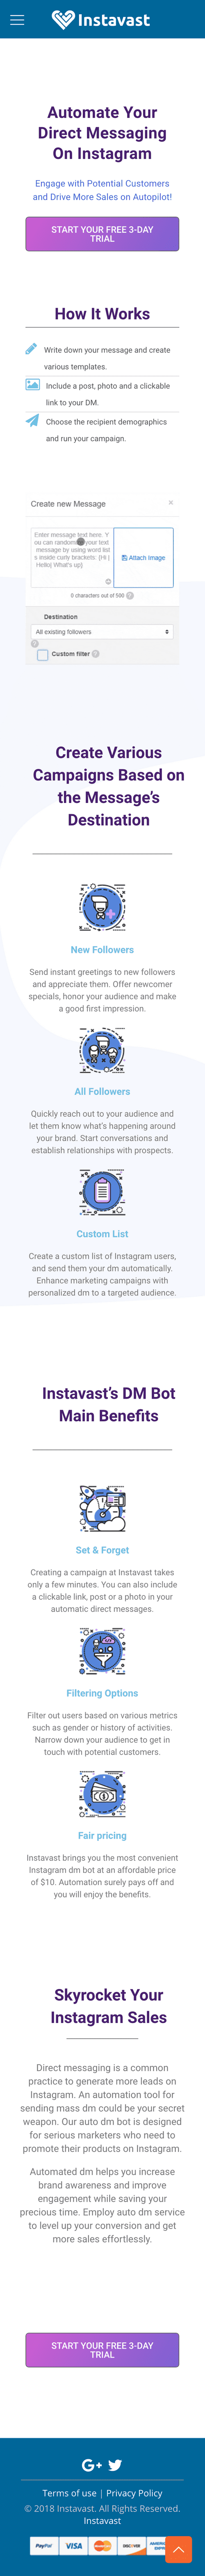 Instavast
Automate Your
Direct Messaging
On Instagram
Engage with Potential Customers
and Drive More Sales on Autopilot!
START YOUR FREE 3-DAY
TRIAL
How It Works
Write down your message and create
various templates.
Include a post, photo and a clickable
link to your DM.
Choose the recipient demographics
and run your campaign.
Create new Message
×
Enter message text here. Y
ou can randomize your text
message by using word list
s inside curly brackets: {Hi |
Hello| What's up}
Attach image
0 characters out of 500 ?
Destination
All existing followers
?
Custom filter ?
Create Various
Campaigns Based on
the Message's
Destination
New Followers
Send instant greetings to new followers
and appreciate them. Offer newcomer
specials, honor your audience and make
a good first impression.
All Followers
Quickly reach out to your audience and
let them know what's happening around
your brand. Start conversations and
establish relationships with prospects.
Custom List
Create a custom list of Instagram users,
and send them your dm automatically.
Enhance marketing campaigns with
personalized dm to a targeted audience.
Instavast's DM Bot
Main Benefits
Set & Forget
Creating a campaign at Instavast takes
only a few minutes. You can also include
a clickable link, post or a photo in your
automatic direct messages.
Filtering Options
Filter out users based on various metrics
such as gender or history of activities.
Narrow down your audience to get in
touch with potential customers.
Fair pricing
Instavast brings you the most convenient
Instagram dm bot at an affordable price
of $10. Automation surely pays off and
you will enjoy the benefits.
Skyrocket Your
Instagram Sales
Direct messaging is a common
practice to generate more leads on
Instagram. An automation tool for
sending mass dm could be your secret
weapon. Our auto dm bot is designed
for serious marketers who need to
promote their products on Instagram.
Automated dm helps you increase
brand awareness and improve
engagement while saving your
precious time. Employ auto dm service
to level up your conversion and get
more sales effortlessly.
START YOUR FREE 3-DAY
TRIAL
G+
Terms of use | Privacy Policy
© 2018 Instavast. All Rights Reserved.
Instavast
PayPal VISA MasterCard DISCOVER AMERICAN